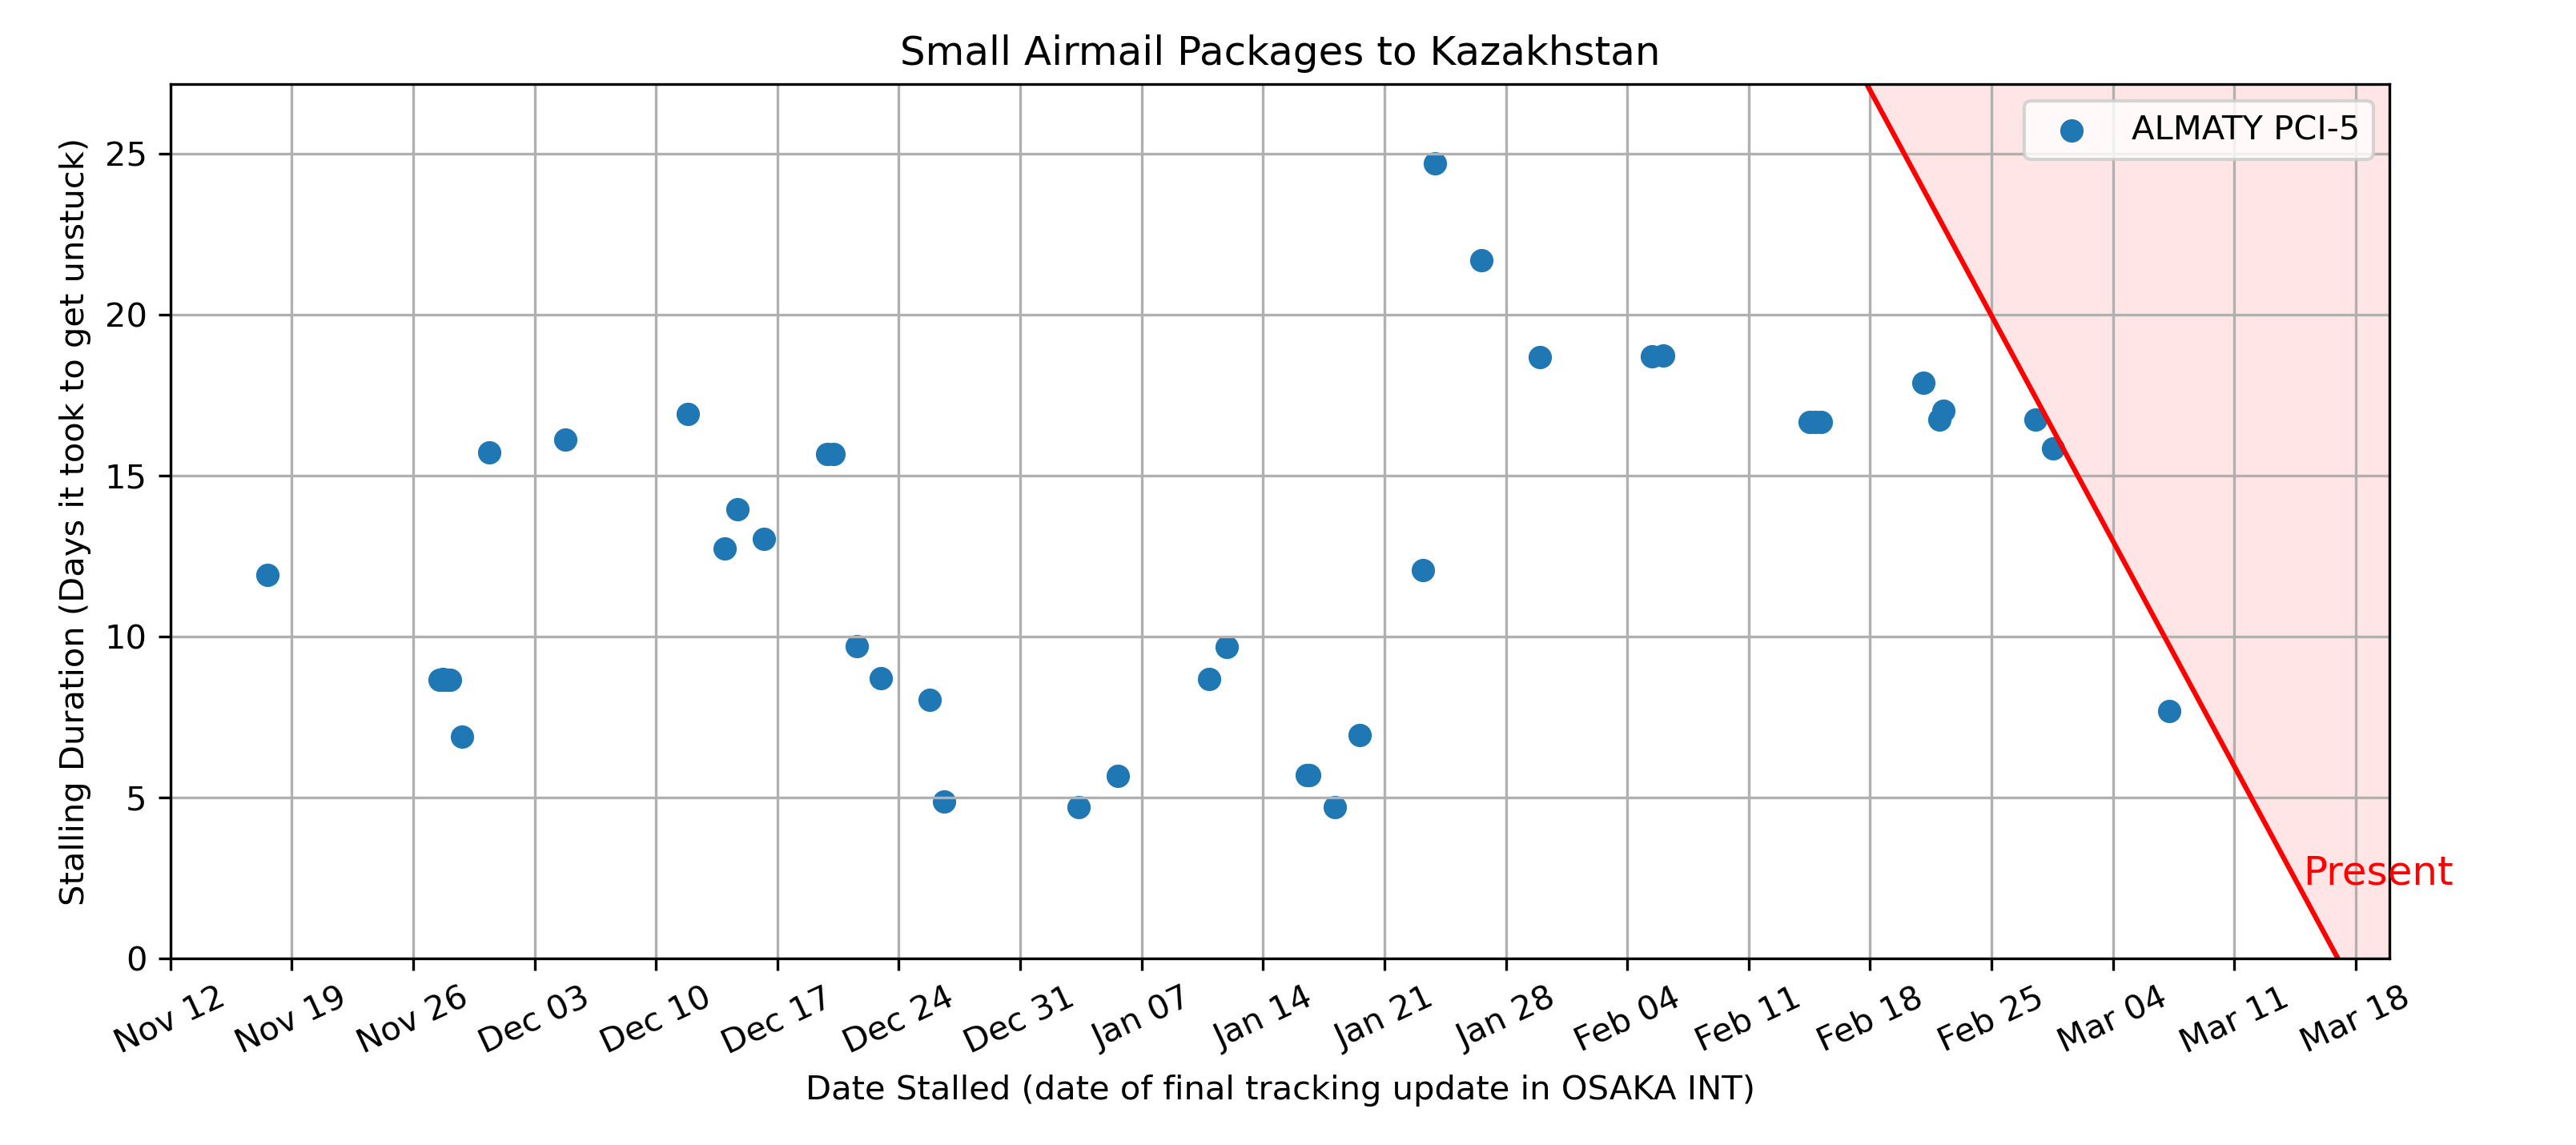 Small Airmail Packages to Kazakhstan
ALMATY PCI-5
Stalling Duration (Days it took to get unstuck)
25
20
15
10
5
0
Present
Nov 12
Nov 19
Nov 26
Dec 03
Dec 10
Dec 17
Dec 24
Dec 31
Jan 07
Jan 14
Jan 21
Jan 28
Feb 04
Feb 11
Feb 18
Feb 25
Mar 04
Mar 11
Mar 18
Date Stalled (date of final tracking update in OSAKA INT)